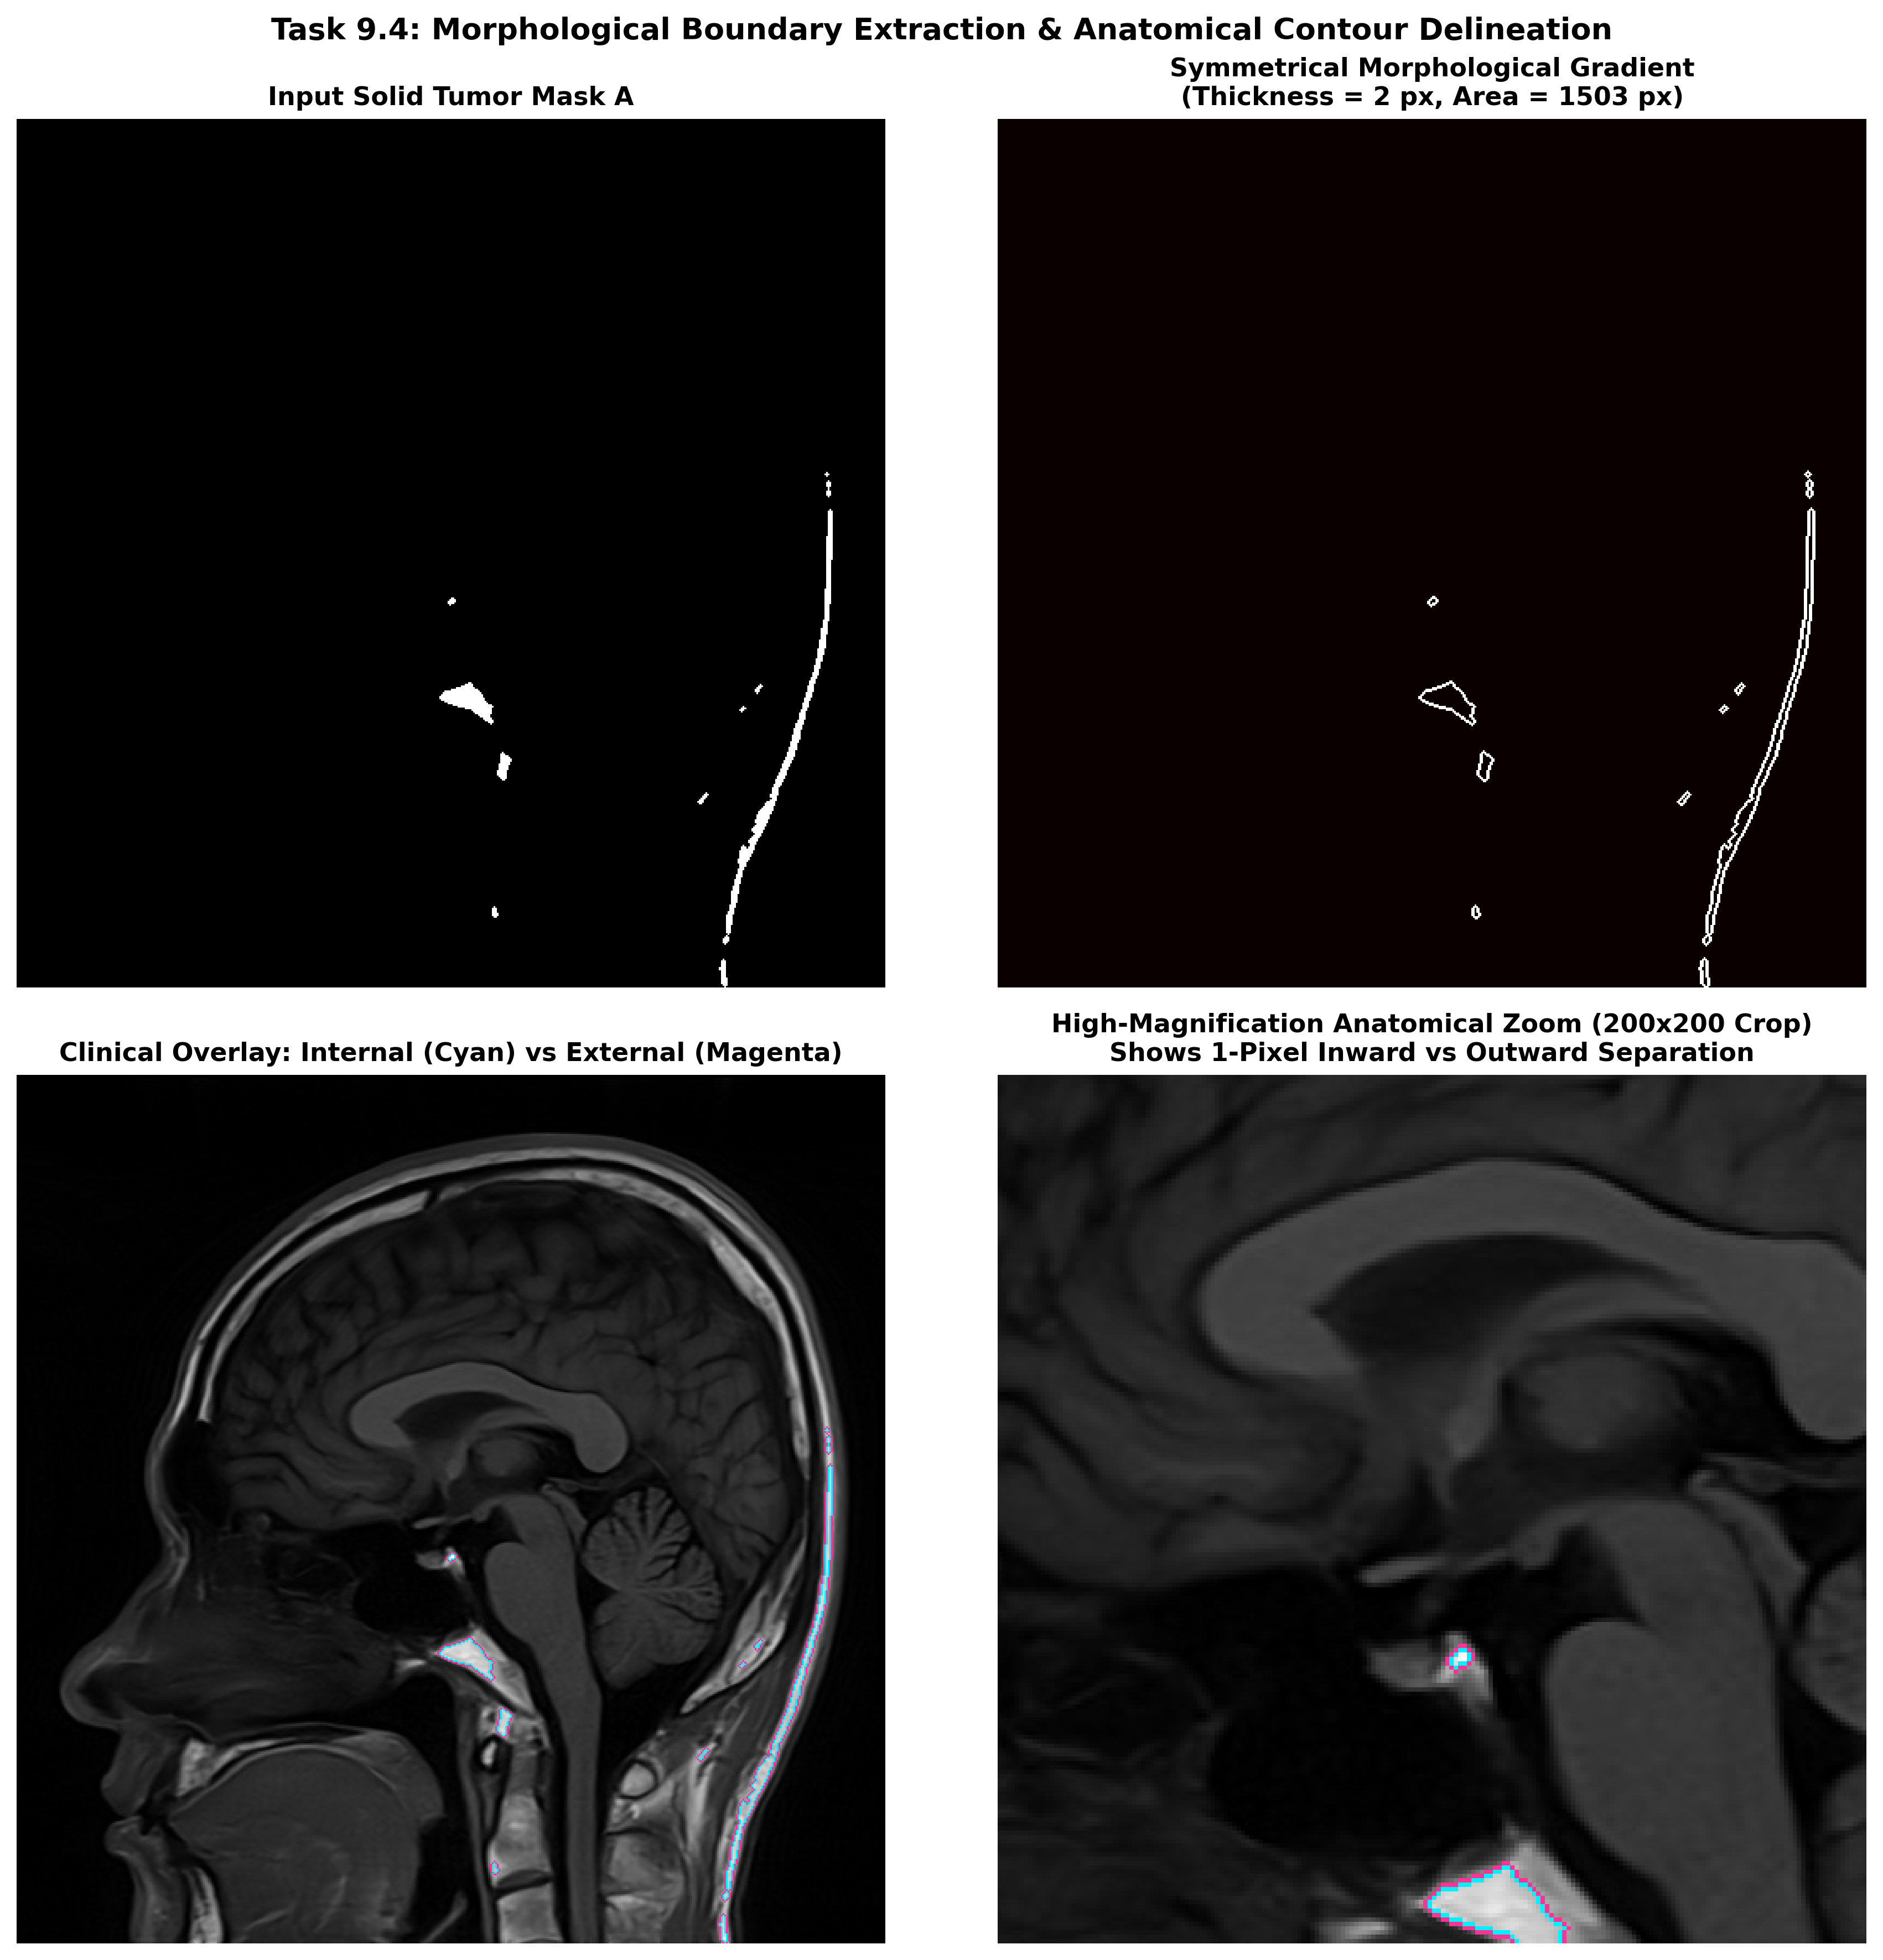 Task 9.4: Morphological Boundary Extraction & Anatomical Contour Delineation
Input Solid Tumor Mask A
Symmetrical Morphological Gradient
(Thickness = 2 px, Area = 1503 px)
Clinical Overlay: Internal (Cyan) vs External (Magenta)
High-Magnification Anatomical Zoom (200x200 Crop)
Shows 1-Pixel Inward vs Outward Separation